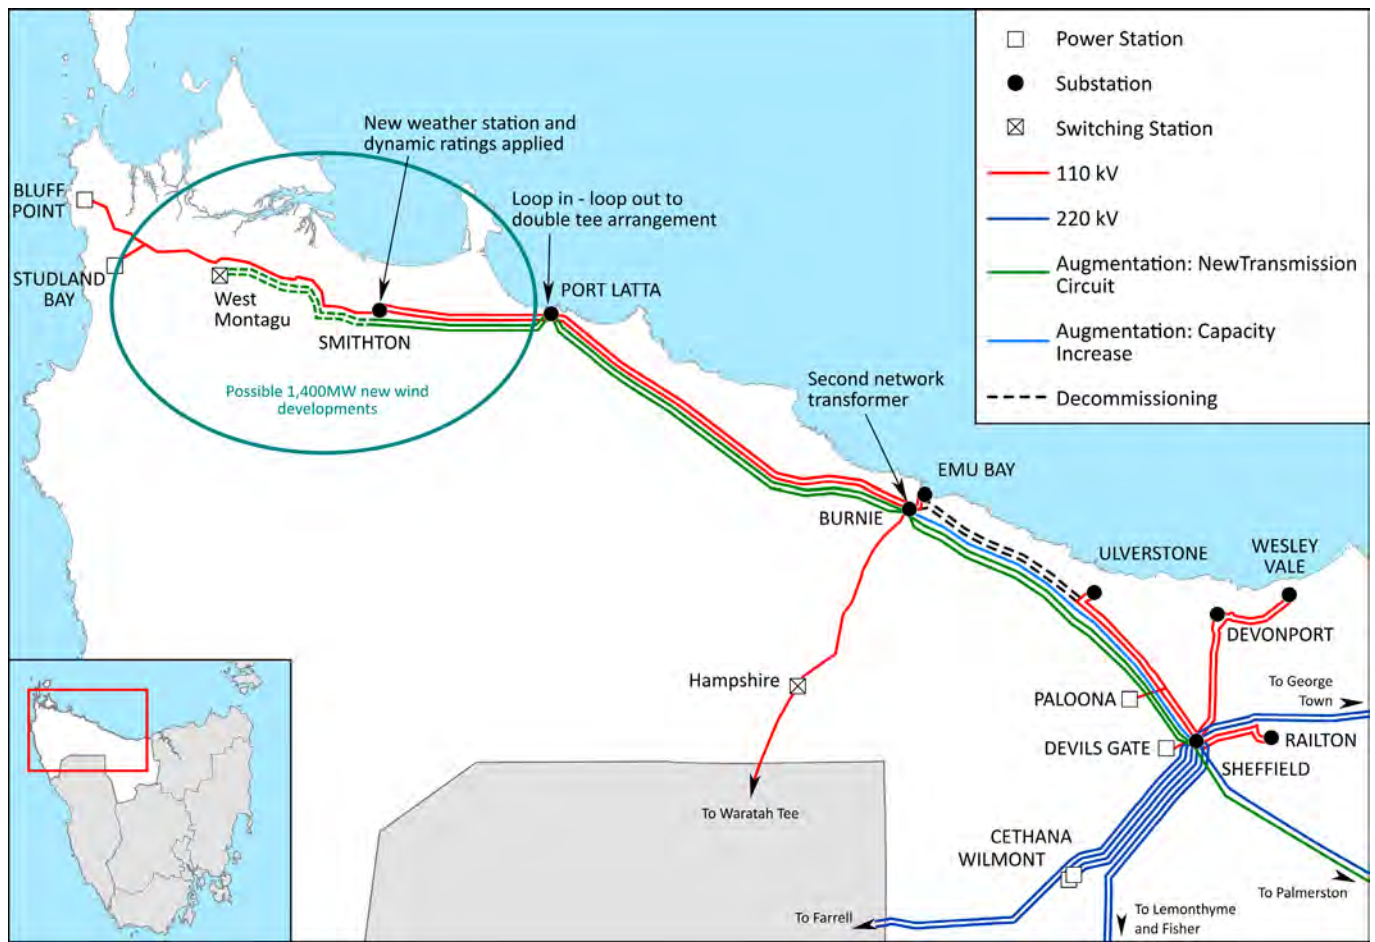 Power Station
Substation
Switching Station
110 kV
220 kV
Augmentation: NewTransmission
Circuit
Augmentation: Capacity
Increase
Decommissioning
New weather station and
dynamic ratings applied
Loop in - loop out to
double tee arrangement
BLUFF
POINT
STUDLAND
BAY
West
Montagu
SMITHTON
PORT LATTA
Possible 1,400MW new wind
developments
Second network
transformer
EMU BAY
BURNIE
ULVERSTONE
WESLEY
VALE
DEVONPORT
Hampshire
PALOONA
To George
Town
DEVILS GATE
RAILTON
SHEFFIELD
To Waratah Tee
CETHANA
WILMONT
To Palmerston
To Farrell
To Lemonthyme
and Fisher